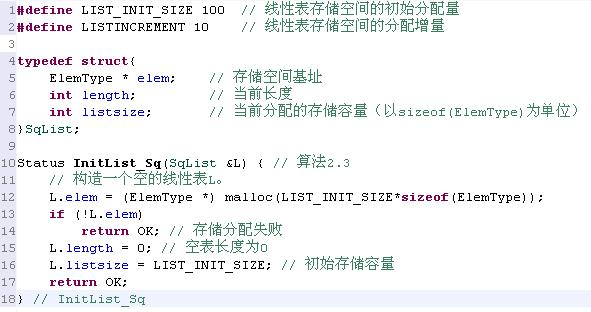 1 #define LIST_INIT_SIZE 100  // 线性表存储空间的初始分配量
2 #define LISTINCREMENT 10   // 线性表存储空间的分配增量
3
4 typedef struct{
5     ElemType * elem;    // 存储空间基址
6     int length;         // 当前长度
7     int listsize;       // 当前分配的存储容量（以sizeof(ElemType)为单位）
8 }SqList;
9
10 Status InitList_Sq(SqList &L) { // 算法2.3
11     // 构造一个空的线性表L。
12     L.elem = (ElemType *) malloc(LIST_INIT_SIZE*sizeof(ElemType));
13     if (!L.elem)
14         return OK; // 存储分配失败
15     L.length = 0; // 空表长度为0
16     L.listsize = LIST_INIT_SIZE; // 初始存储容量
17     return OK;
18 } // InitList_Sq